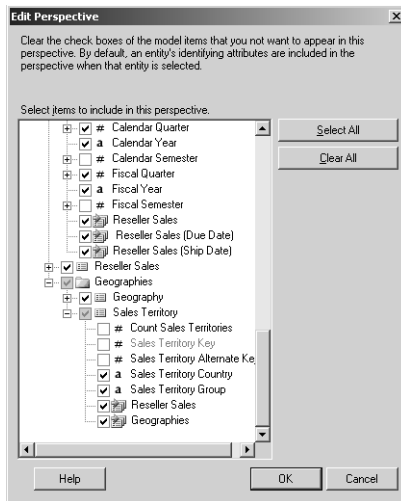 Edit Perspective
Clear the check boxes of the model items that you not want to appear in this
perspective. By default, an entity's identifying attributes are included in the
perspective when that entity is selected.
Select items to include in this perspective.
# Calendar Quarter
a Calendar Year
# Calendar Semester
# Fiscal Quarter
a Fiscal Year
# Fiscal Semester
Reseller Sales
Reseller Sales (Due Date)
Reseller Sales (Ship Date)
Reseller Sales
Geographies
Geography
Sales Territory
# Count Sales Territories
# Sales Territory Key
# Sales Territory Alternate Ke
a Sales Territory Country
a Sales Territory Group
Reseller Sales
Geographies
Select All
Clear All
Help
OK
Cancel